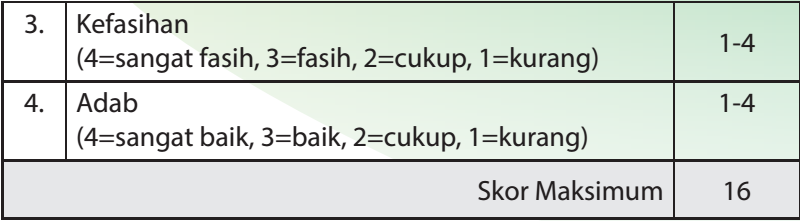 3. Kefasihan
(4=sangat fasih, 3=fasih, 2=cukup, 1=kurang) 1-4
4. Adab 1-4
(4=sangat baik, 3=baik, 2=cukup, 1=kurang)
Skor Maksimum 16